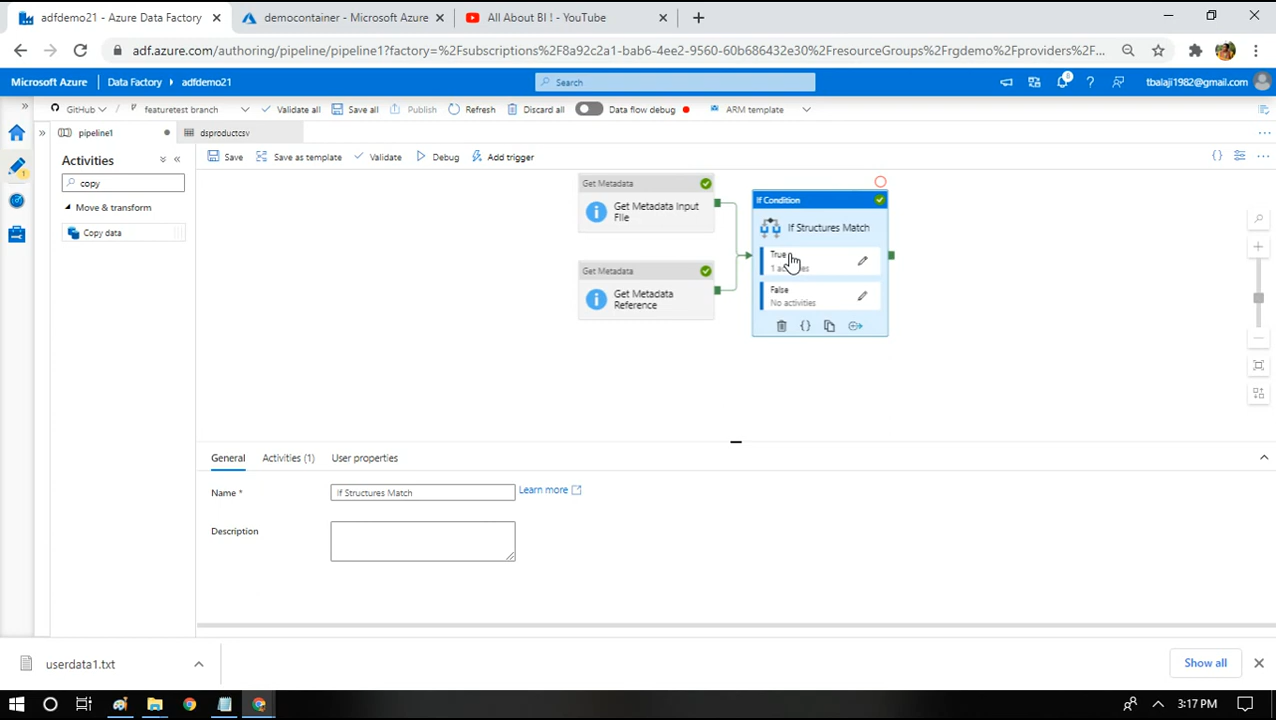 adfdemo21 - Azure Data Factory
democontainer - Microsoft Azure
All About BI ! - YouTube
adf.azure.com/authoring/pipeline/pipeline1?factory=%2Fsubscriptions%2F8a92c2a1-bab6-4ee2-9560-60b686432e30%2FresourceGroups%2Frgdemo%2Fproviders%2F...
Microsoft Azure
Data Factory
adfdemo21
Search
8
tbalaji1982@gmail.com
GitHub
featuretest branch
Validate all
Save all
Publish
Refresh
Discard all
Data flow debug
ARM template
pipeline1
dsproductcsv
Activities
Save
Save as template
Validate
Debug
Add trigger
copy
Move & transform
Copy data
1
Get Metadata
Get Metadata Input
File
Get Metadata
Get Metadata
Reference
If Condition
If Structures Match
True
False
No activities
General
Activities (1)
User properties
Name *
If Structures Match
Learn more
Description
userdata1.txt
Show all
3:17 PM